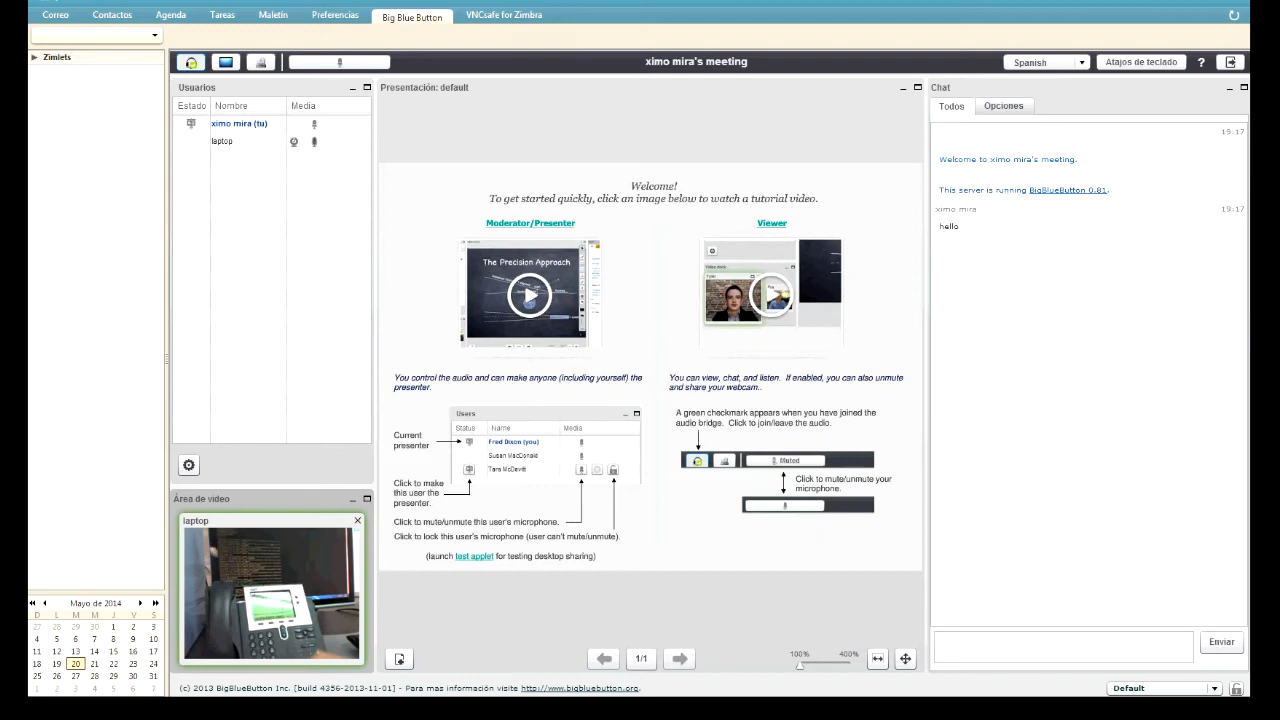 Correo Contactos Agenda Tareas Maletín Preferencias Big Blue Button VNCsafe for Zimbra
Zimlets
ximo mira's meeting
Spanish
Atajos de teclado
?
Usuarios
Estado Nombre Media
ximo mira (tu)
laptop
Área de video
laptop
Mayo de 2014
D L M M J V S
27 28 29 30 1 2 3
4 5 6 7 8 9 10
11 12 13 14 15 16 17
18 19 20 21 22 23 24
25 26 27 28 29 30 31
1 2 3 4 5 6 7
Presentación: default
Welcome!
To get started quickly, click an image below to watch a tutorial video.
Moderator/Presenter
The Precision Approach
You control the audio and can make anyone (including yourself) the
presenter.
Users
Status Name Media
Fred Dixon (you)
Susan MacDonald
Tara McDevitt
Current
presenter
Click to make
this user the
presenter.
Click to mute/unmute this user's microphone.
Click to lock this user's microphone (user can't mute/unmute).
(launch test applet for testing desktop sharing)
Viewer
Video dock
You can view, chat, and listen. If enabled, you can also unmute
and share your webcam..
A green checkmark appears when you have joined the
audio bridge. Click to join/leave the audio.
Muted
Click to mute/unmute your
microphone.
1/1
100% 400%
Chat
Todos Opciones
19:17
Welcome to ximo mira's meeting.
This server is running BigBlueButton 0.81.
ximo mira 19:17
hello
Enviar
(c) 2013 BigBlueButton Inc. [build 4356-2013-11-01] - Para mas información visite http://www.bigbluebutton.org.
Default